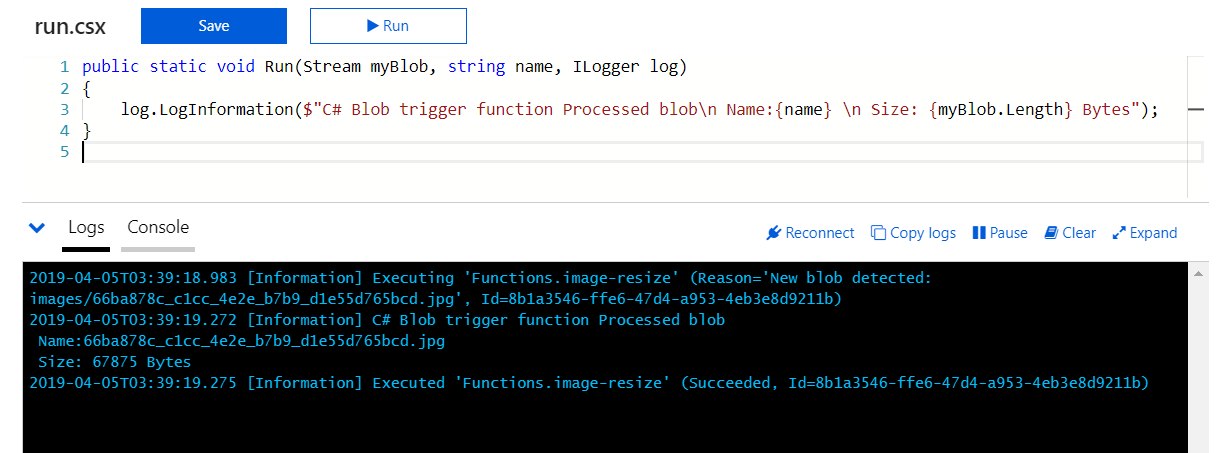 run.csx
Save
Run
1 public static void Run(Stream myBlob, string name, ILogger log)
2 {
3 log.LogInformation($"C# Blob trigger function Processed blob\n Name:{name} \n Size: {myBlob.Length} Bytes");
4 }
5
Logs Console
Reconnect Copy logs Pause Clear Expand
2019-04-05T03:39:18.983 [Information] Executing 'Functions.image-resize' (Reason='New blob detected:
images/66ba878c_c1cc_4e2e_b7b9_d1e55d765bcd.jpg', Id=8b1a3546-ffe6-47d4-a953-4eb3e8d9211b)
2019-04-05T03:39:19.272 [Information] C# Blob trigger function Processed blob
Name:66ba878c_c1cc_4e2e_b7b9_d1e55d765bcd.jpg
Size: 67875 Bytes
2019-04-05T03:39:19.275 [Information] Executed 'Functions.image-resize' (Succeeded, Id=8b1a3546-ffe6-47d4-a953-4eb3e8d9211b)